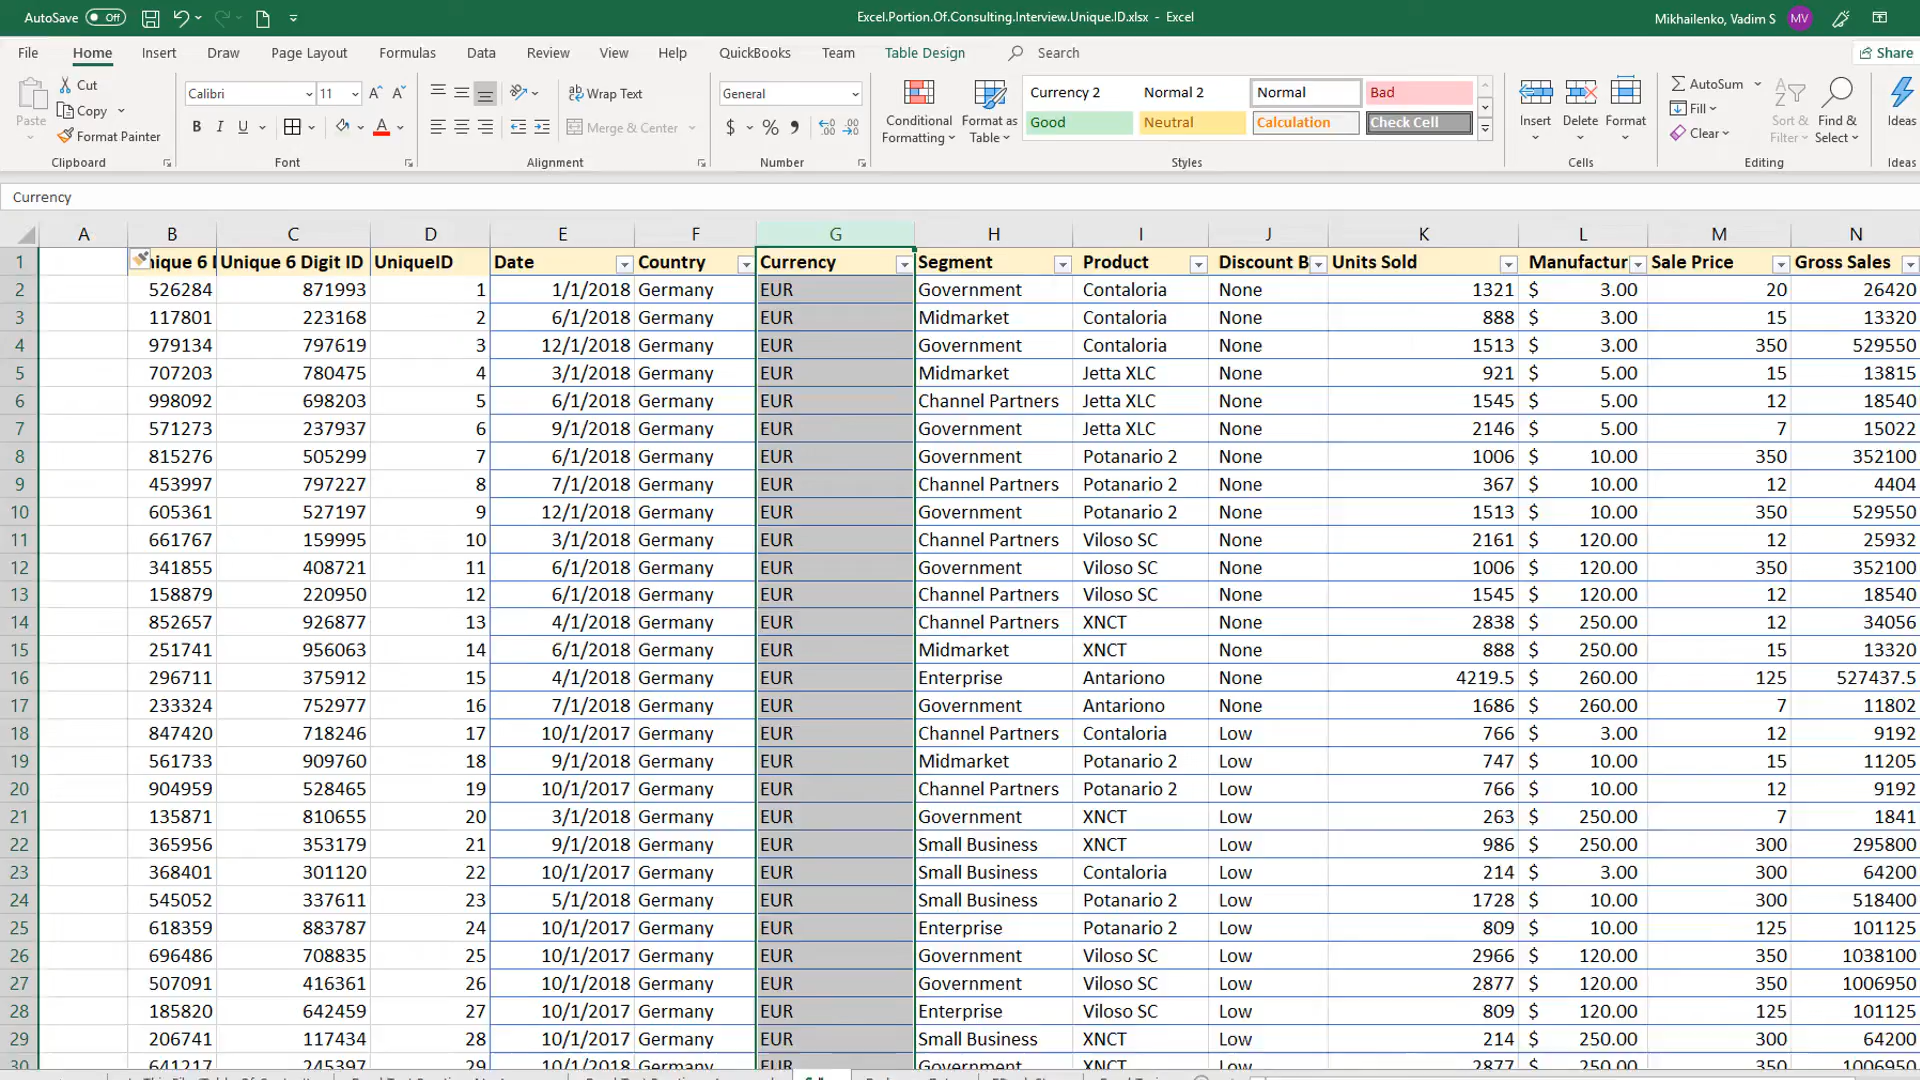 AutoSave Off Excel.Portion.Of.Consulting.Interview.Unique.ID.xlsx - Excel Mikhailenko, Vadim S MV
File Home Insert Draw Page Layout Formulas Data Review View Help QuickBooks Team Table Design Search Share
Paste Cut Copy Format Painter Clipboard
Calibri 11 B I U A Font
Wrap Text Merge & Center Alignment
General $ % Number
Conditional Formatting Format as Table
Currency 2 Normal 2 Normal Bad
Good Neutral Calculation Check Cell
Styles
Insert Delete Format Cells
AutoSum Fill Clear Sort & Filter Find & Select Editing
Ideas Ideas
Currency
A B C D E F G H I J K L M N
1 nique 6 Unique 6 Digit ID UniqueID Date Country Currency Segment Product Discount B Units Sold Manufactur Sale Price Gross Sales
2 526284 871993 1 1/1/2018 Germany EUR Government Contaloria None 1321 $ 3.00 20 26420
3 117801 223168 2 6/1/2018 Germany EUR Midmarket Contaloria None 888 $ 3.00 15 13320
4 979134 797619 3 12/1/2018 Germany EUR Government Contaloria None 1513 $ 3.00 350 529550
5 707203 780475 4 3/1/2018 Germany EUR Midmarket Jetta XLC None 921 $ 5.00 15 13815
6 998092 698203 5 6/1/2018 Germany EUR Channel Partners Jetta XLC None 1545 $ 5.00 12 18540
7 571273 237937 6 9/1/2018 Germany EUR Government Jetta XLC None 2146 $ 5.00 7 15022
8 815276 505299 7 6/1/2018 Germany EUR Government Potanario 2 None 1006 $ 10.00 350 352100
9 453997 797227 8 7/1/2018 Germany EUR Channel Partners Potanario 2 None 367 $ 10.00 12 4404
10 605361 527197 9 12/1/2018 Germany EUR Government Potanario 2 None 1513 $ 10.00 350 529550
11 661767 159995 10 3/1/2018 Germany EUR Channel Partners Viloso SC None 2161 $ 120.00 12 25932
12 341855 408721 11 6/1/2018 Germany EUR Government Viloso SC None 1006 $ 120.00 350 352100
13 158879 220950 12 6/1/2018 Germany EUR Channel Partners Viloso SC None 1545 $ 120.00 12 18540
14 852657 926877 13 4/1/2018 Germany EUR Channel Partners XNCT None 2838 $ 250.00 12 34056
15 251741 956063 14 6/1/2018 Germany EUR Midmarket XNCT None 888 $ 250.00 15 13320
16 296711 375912 15 4/1/2018 Germany EUR Enterprise Antariono None 4219.5 $ 260.00 125 527437.5
17 233324 752977 16 7/1/2018 Germany EUR Government Antariono None 1686 $ 260.00 7 11802
18 847420 718246 17 10/1/2017 Germany EUR Channel Partners Contaloria Low 766 $ 3.00 12 9192
19 561733 909760 18 9/1/2018 Germany EUR Midmarket Potanario 2 Low 747 $ 10.00 15 11205
20 904959 528465 19 10/1/2017 Germany EUR Channel Partners Potanario 2 Low 766 $ 10.00 12 9192
21 135871 810655 20 3/1/2018 Germany EUR Government XNCT Low 263 $ 250.00 7 1841
22 365956 353179 21 9/1/2018 Germany EUR Small Business XNCT Low 986 $ 250.00 300 295800
23 368401 301120 22 10/1/2017 Germany EUR Small Business Contaloria Low 214 $ 3.00 300 64200
24 545052 337611 23 5/1/2018 Germany EUR Small Business Potanario 2 Low 1728 $ 10.00 300 518400
25 618359 883787 24 10/1/2017 Germany EUR Enterprise Potanario 2 Low 809 $ 10.00 125 101125
26 696486 708835 25 10/1/2018 Germany EUR Government Viloso SC Low 2966 $ 120.00 350 1038100
27 507091 416361 26 10/1/2018 Germany EUR Government Viloso SC Low 2877 $ 120.00 350 1006950
28 185820 642459 27 10/1/2017 Germany EUR Enterprise Viloso SC Low 809 $ 120.00 125 101125
29 206741 117434 28 10/1/2017 Germany EUR Small Business XNCT Low 214 $ 250.00 300 64200
30 641217 245397 29 10/1/2018 Germany EUR Government XNCT Low 2877 $ 250.00 350 1006950